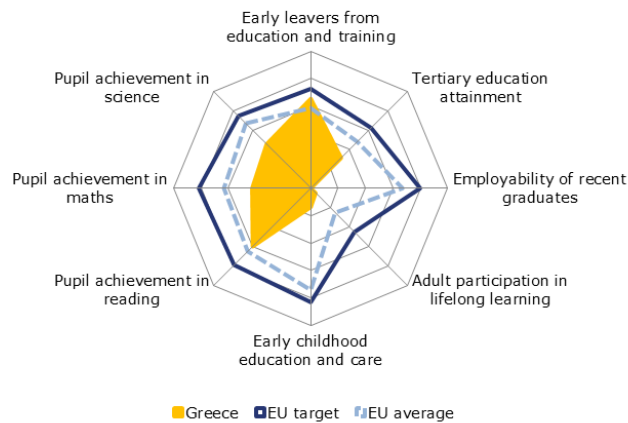 Early leavers from
education and training
Pupil achievement in
science
Tertiary education
attainment
Pupil achievement in
maths
Employability of recent
graduates
Pupil achievement in
reading
Adult participation in
lifelong learning
Early childhood
education and care
Greece EU target EU average